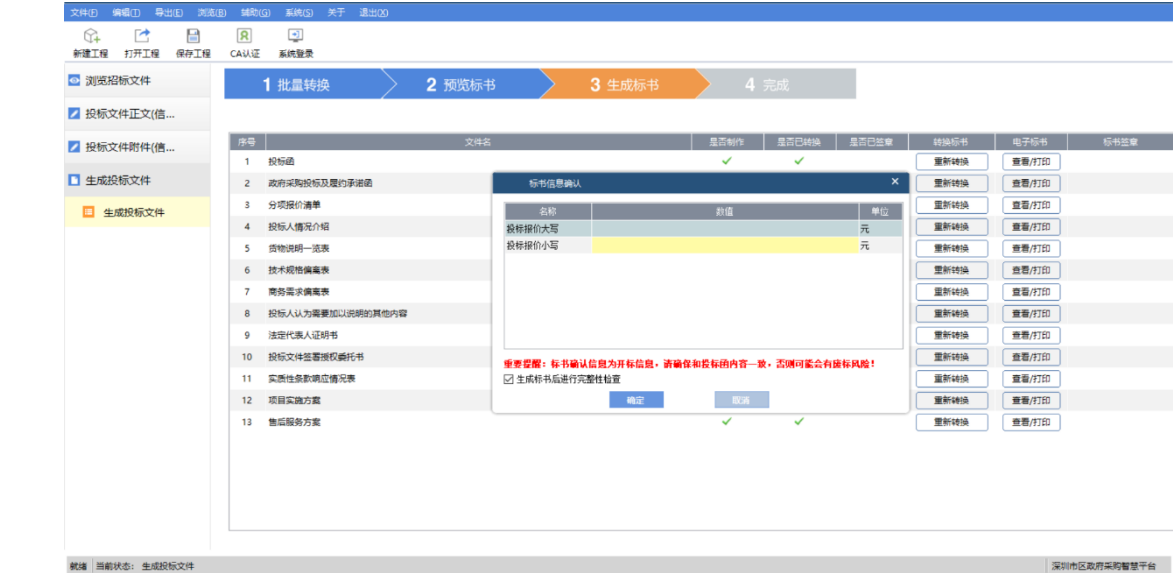 文件(F) 编辑(I) 导出(E) 浏览(B) 辅助(G) 系统(S) 关于 退出(X)
新建工程 打开工程 保存工程 CA认证 系统登录
浏览招标文件
投标文件正文(信...
投标文件附件(信...
生成投标文件
生成投标文件
1 批量转换 2 预览标书 3 生成标书 4 完成
序号 文件名 是否制作 是否已转换 是否已签章 转换标书 电子标书 标书签章
1 投标函 重新转换 查看/打印
2 政府采购投标及履约承诺函 重新转换 查看/打印
3 分项报价清单 重新转换 查看/打印
4 投标人情况介绍 重新转换 查看/打印
5 货物说明一览表 重新转换 查看/打印
6 技术规格偏离表 重新转换 查看/打印
7 商务需求偏离表 重新转换 查看/打印
8 投标人认为需要加以说明的其他内容 重新转换 查看/打印
9 法定代表人证明书 重新转换 查看/打印
10 投标文件签署授权委托书 重新转换 查看/打印
11 实质性条款响应情况表 重新转换 查看/打印
12 项目实施方案 重新转换 查看/打印
13 售后服务方案 重新转换 查看/打印
标书信息确认
名称 数值 单位
投标报价大写 元
投标报价小写 元
重要提醒：标书确认信息为开标信息，请确保和投标函内容一致，否则可能会有废标风险！
生成标书后进行完整性检查
确定 取消
就绪 当前状态： 生成投标文件 深圳市区政府采购智慧平台